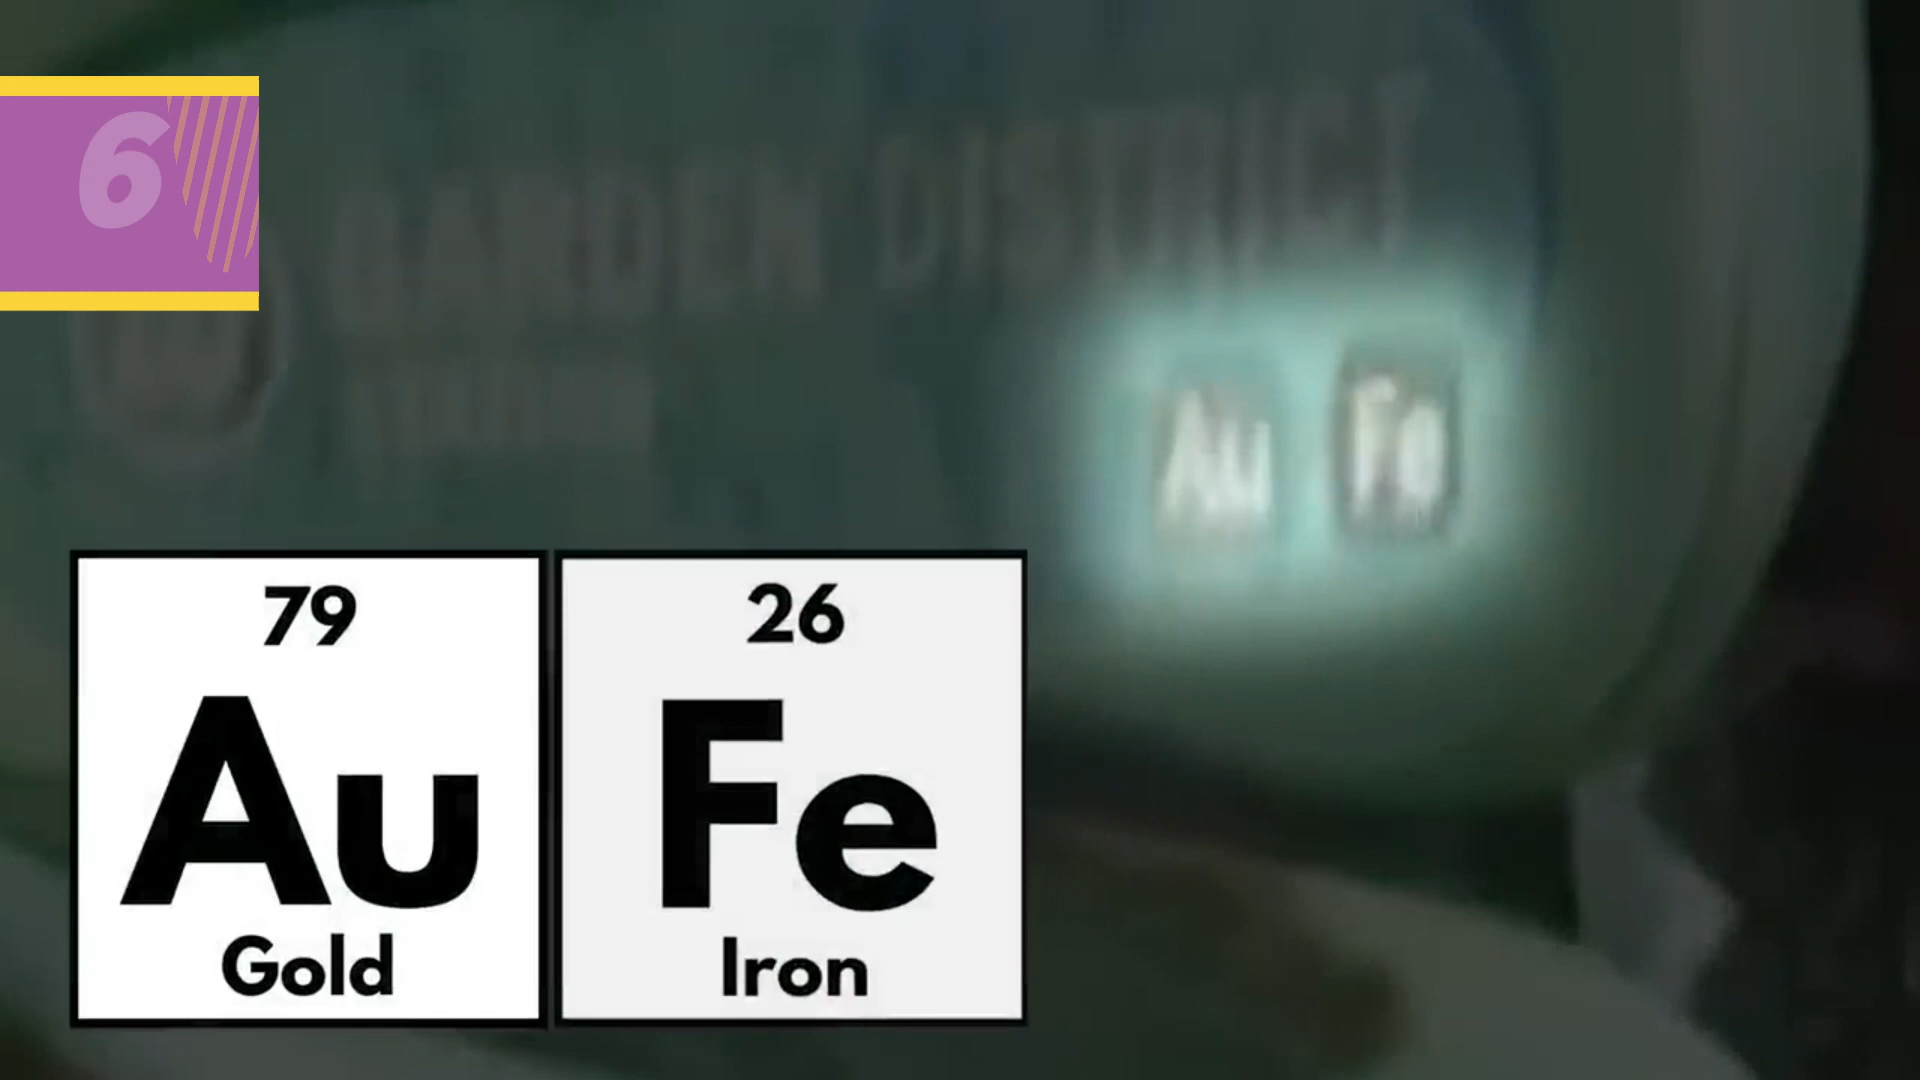 6
GARDEN DISTRICT
Au Fe
79
Au
Gold
26
Fe
Iron